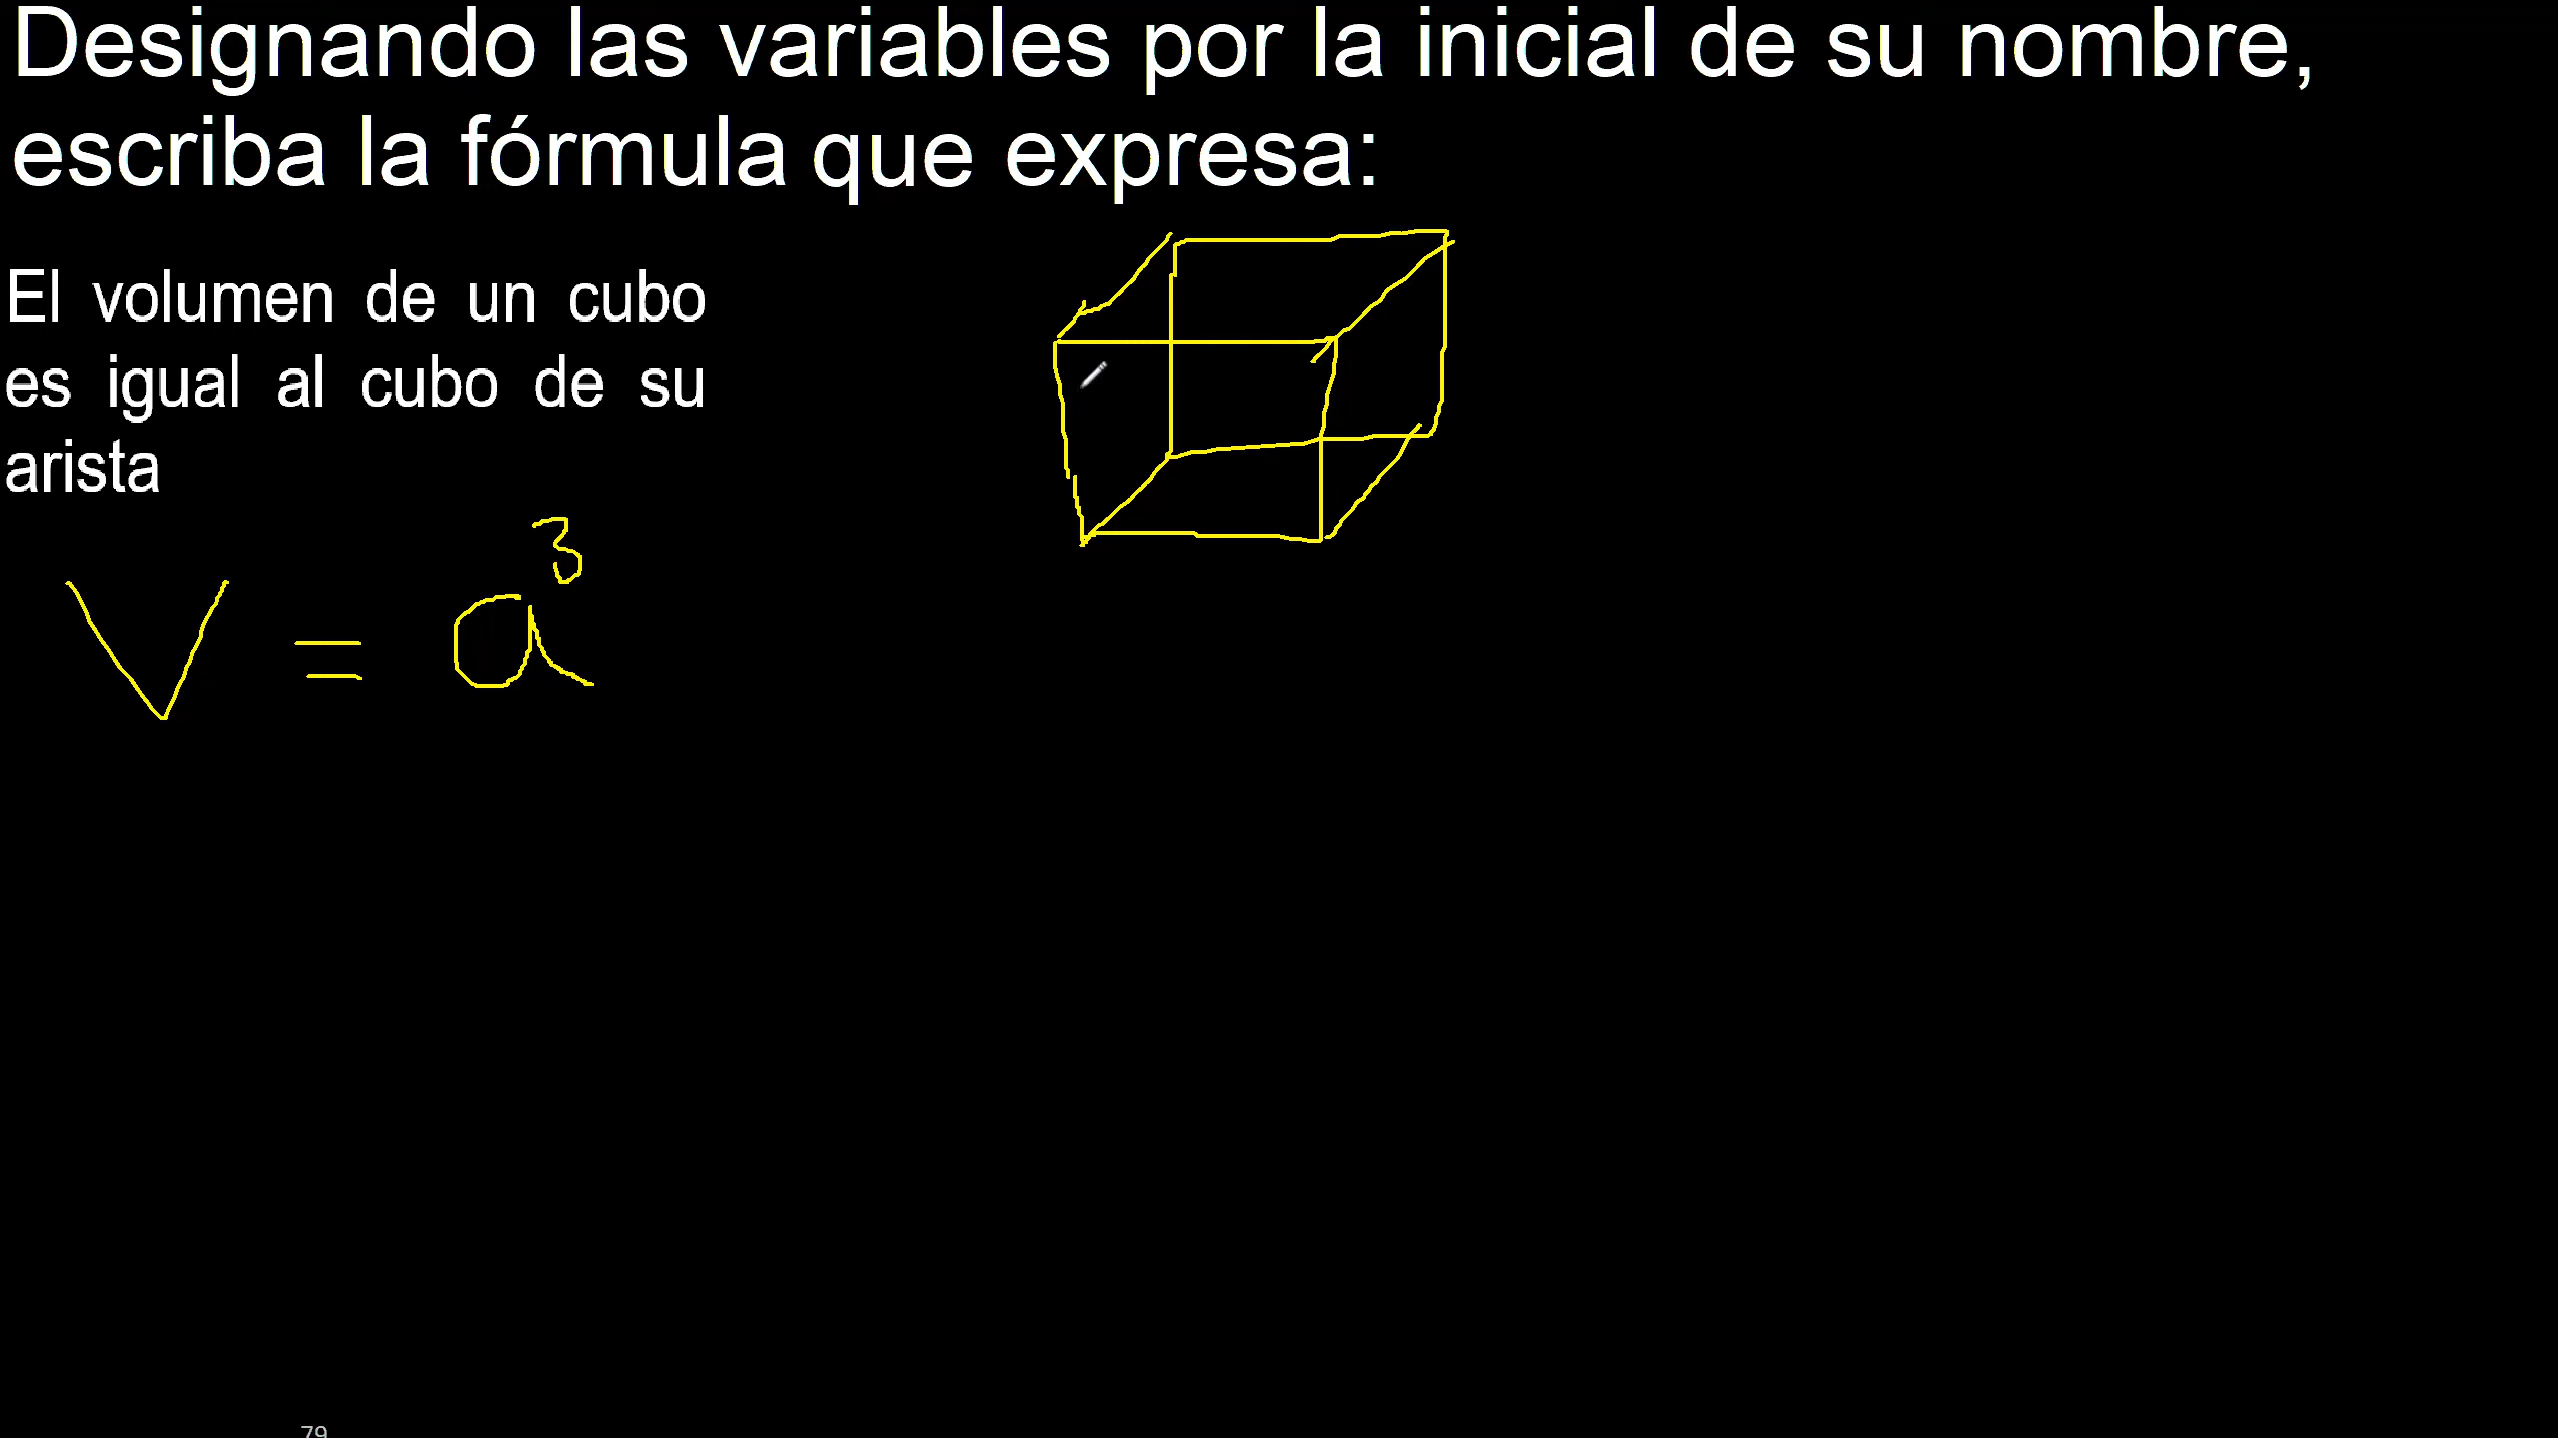 Designando las variables por la inicial de su nombre,
escriba la fórmula que expresa:
El volumen de un cubo
es igual al cubo de su
arista
V = a³
79